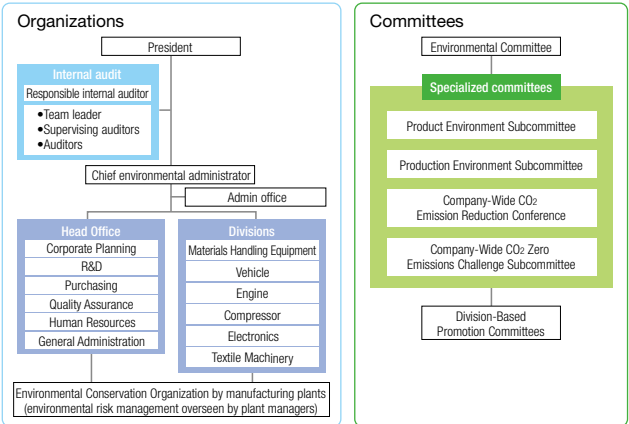 Organizations
President
Internal audit
Responsible internal auditor
•Team leader
•Supervising auditors
•Auditors
Chief environmental administrator
Admin office
Head Office
Corporate Planning
R&D
Purchasing
Quality Assurance
Human Resources
General Administration
Divisions
Materials Handling Equipment
Vehicle
Engine
Compressor
Electronics
Textile Machinery
Environmental Conservation Organization by manufacturing plants
(environmental risk management overseen by plant managers)
Committees
Environmental Committee
Specialized committees
Product Environment Subcommittee
Production Environment Subcommittee
Company-Wide CO2
Emission Reduction Conference
Company-Wide CO2 Zero
Emissions Challenge Subcommittee
Division-Based
Promotion Committees